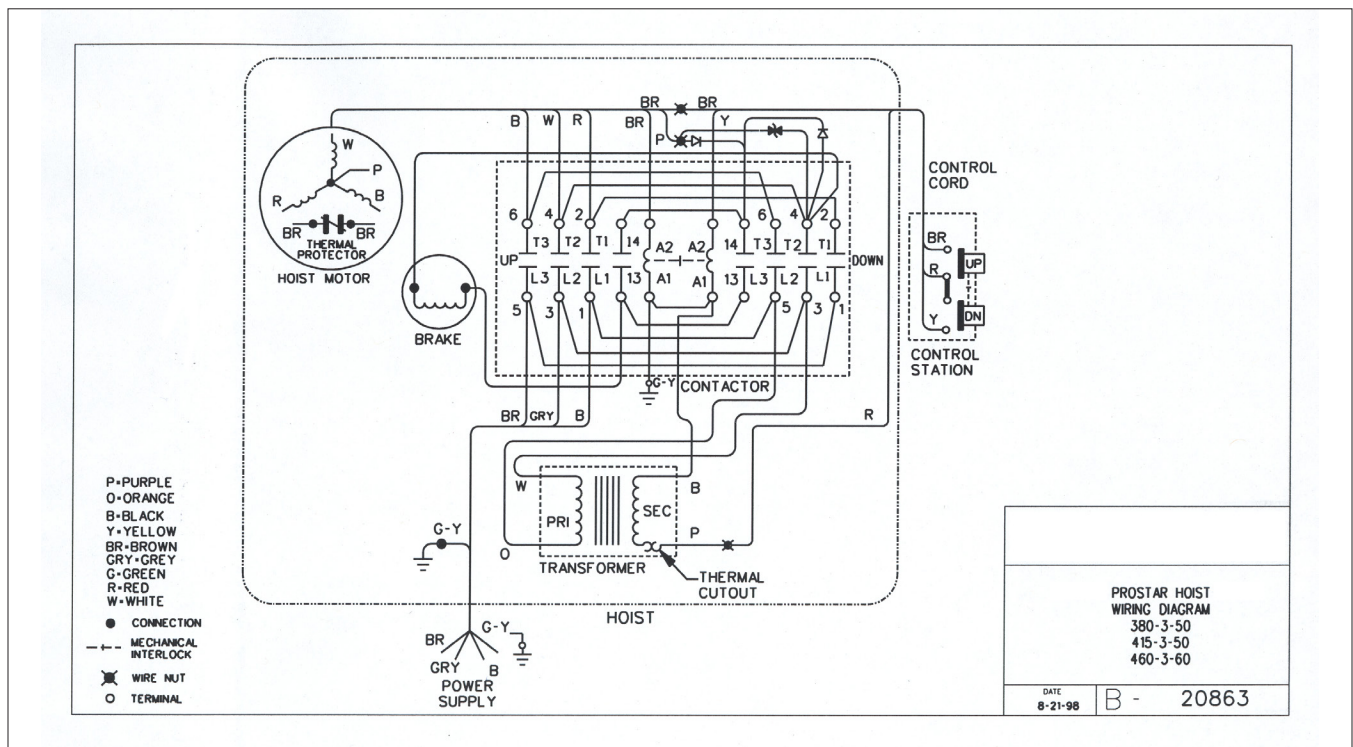 BR BR
B W R BR Y
P
W
P
R B
BR BR
THERMAL
PROTECTOR
HOIST MOTOR
CONTROL
CORD
BR
R
Y
UP
DN
CONTROL
STATION
BRAKE
6 4 2 6 4 2
T3 T2 T1 14 A2 A2 14 T3 T2 T1
UP DOWN
L3 L2 L1 13 A1 A1 13 L3 L2 L1
5 3 1 5 3 1
G-Y CONTACTOR
BR GRY B
R
W B
PRI SEC
P
O
TRANSFORMER
THERMAL
CUTOUT
G-Y
HOIST
BR G-Y
GRY B
POWER
SUPPLY
P=PURPLE
O=ORANGE
B=BLACK
Y=YELLOW
BR=BROWN
GRY=GREY
G=GREEN
R=RED
W=WHITE
CONNECTION
MECHANICAL
INTERLOCK
WIRE NUT
TERMINAL
PROSTAR HOIST
WIRING DIAGRAM
380-3-50
415-3-50
460-3-60
DATE
8-21-98
B - 20863